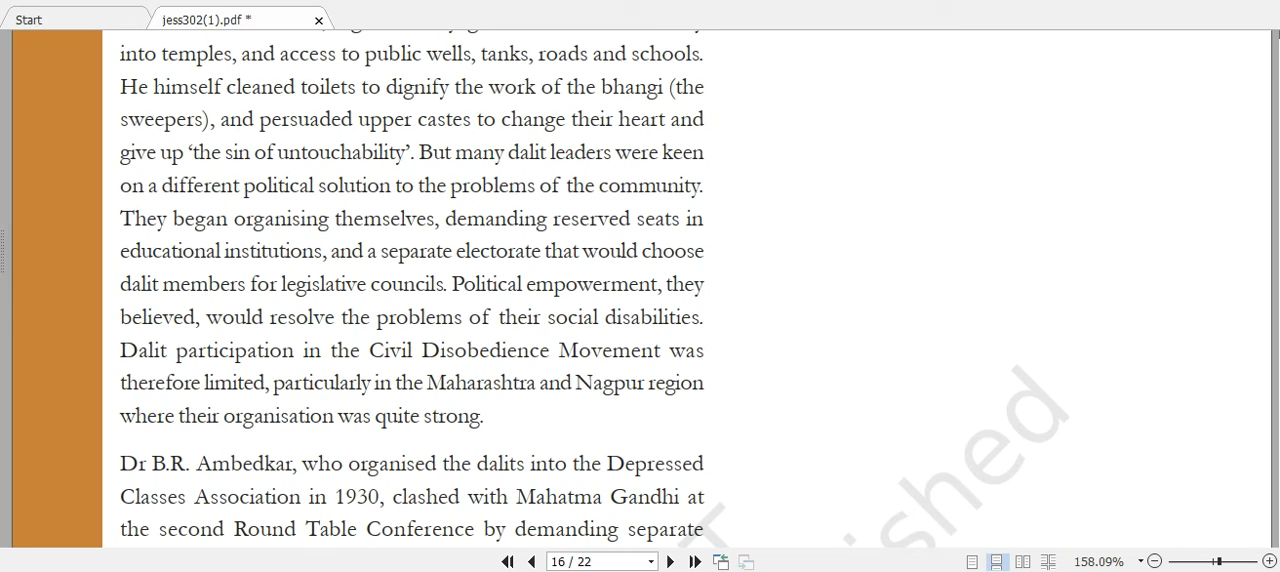 Start
jess302(1).pdf *
into temples, and access to public wells, tanks, roads and schools.
He himself cleaned toilets to dignify the work of the bhangi (the
sweepers), and persuaded upper castes to change their heart and
give up ‘the sin of untouchability’. But many dalit leaders were keen
on a different political solution to the problems of the community.
They began organising themselves, demanding reserved seats in
educational institutions, and a separate electorate that would choose
dalit members for legislative councils. Political empowerment, they
believed, would resolve the problems of their social disabilities.
Dalit participation in the Civil Disobedience Movement was
therefore limited, particularly in the Maharashtra and Nagpur region
where their organisation was quite strong.
Dr B.R. Ambedkar, who organised the dalits into the Depressed
Classes Association in 1930, clashed with Mahatma Gandhi at
the second Round Table Conference by demanding separate
16 / 22
158.09%